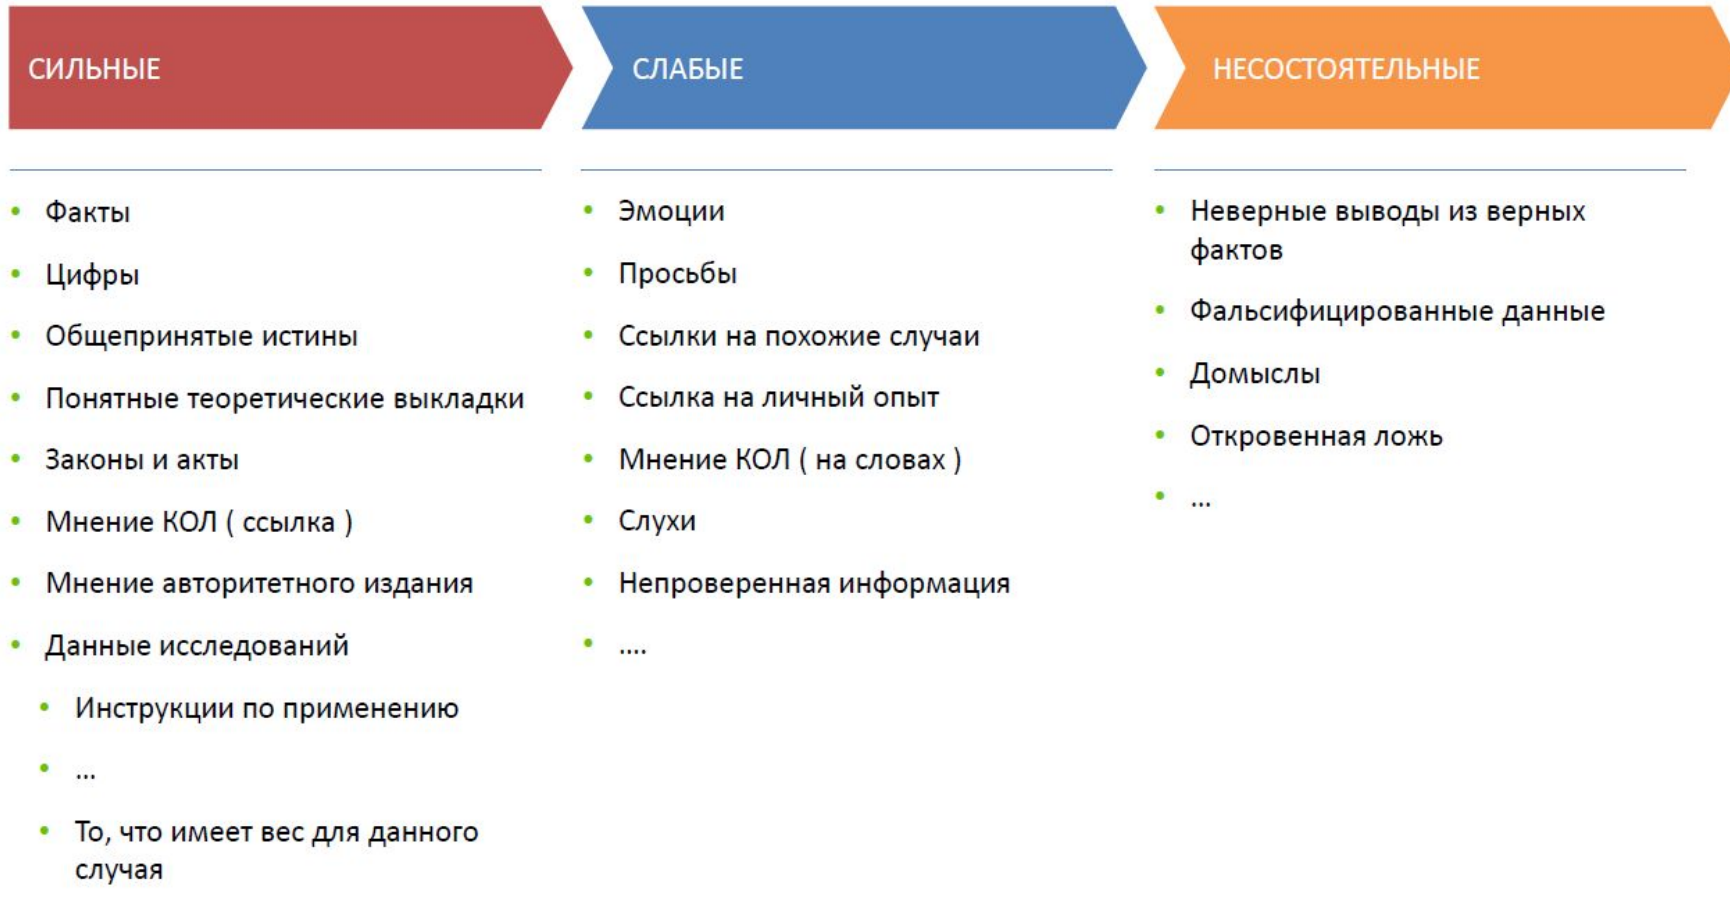 СИЛЬНЫЕ
Факты
Цифры
Общепринятые истины
Понятные теоретические выкладки
Законы и акты
Мнение КОЛ ( ссылка )
Мнение авторитетного издания
Данные исследований
Инструкции по применению
...
То, что имеет вес для данного
случая
СЛАБЫЕ
Эмоции
Просьбы
Ссылки на похожие случаи
Ссылка на личный опыт
Мнение КОЛ ( на словах )
Слухи
Непроверенная информация
....
НЕСОСТОЯТЕЛЬНЫЕ
Неверные выводы из верных
фактов
Фальсифицированные данные
Домыслы
Откровенная ложь
...